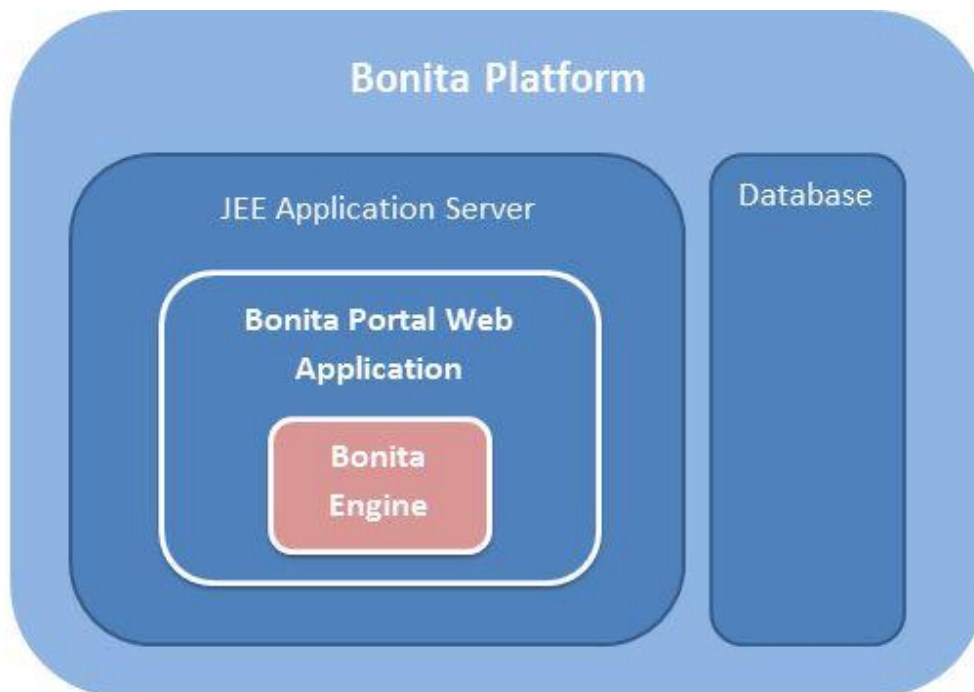 Bonita Platform
JEE Application Server
Database
Bonita Portal Web
Application
Bonita
Engine